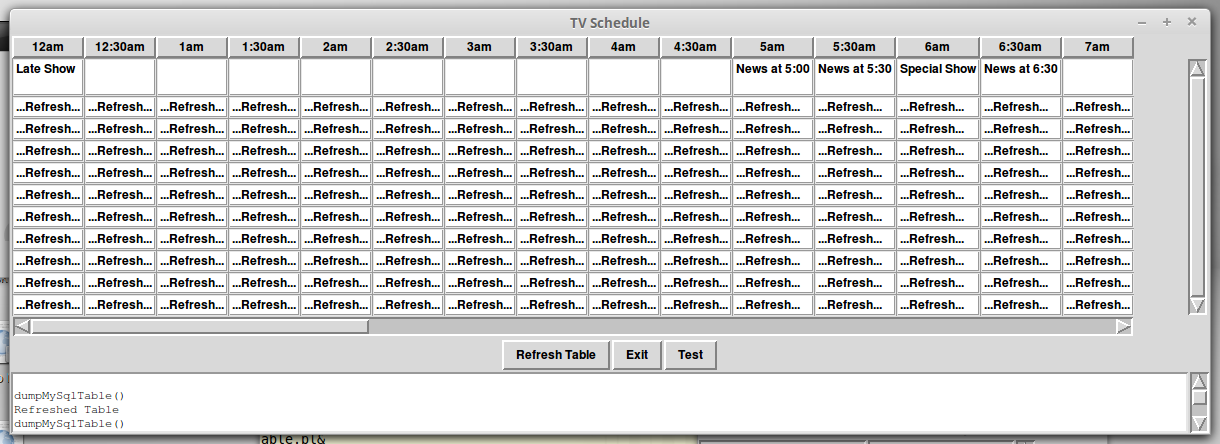 TV Schedule
12am 12:30am 1am 1:30am 2am 2:30am 3am 3:30am 4am 4:30am 5am 5:30am 6am 6:30am 7am
Late Show News at 5:00 News at 5:30 Special Show News at 6:30
...Refresh... ...Refresh... ...Refresh... ...Refresh... ...Refresh... ...Refresh... ...Refresh... ...Refresh... ...Refresh... ...Refresh... ...Refresh... ...Refresh... ...Refresh... ...Refresh... ...Refresh...
...Refresh... ...Refresh... ...Refresh... ...Refresh... ...Refresh... ...Refresh... ...Refresh... ...Refresh... ...Refresh... ...Refresh... ...Refresh... ...Refresh... ...Refresh... ...Refresh... ...Refresh...
...Refresh... ...Refresh... ...Refresh... ...Refresh... ...Refresh... ...Refresh... ...Refresh... ...Refresh... ...Refresh... ...Refresh... ...Refresh... ...Refresh... ...Refresh... ...Refresh... ...Refresh...
...Refresh... ...Refresh... ...Refresh... ...Refresh... ...Refresh... ...Refresh... ...Refresh... ...Refresh... ...Refresh... ...Refresh... ...Refresh... ...Refresh... ...Refresh... ...Refresh... ...Refresh...
...Refresh... ...Refresh... ...Refresh... ...Refresh... ...Refresh... ...Refresh... ...Refresh... ...Refresh... ...Refresh... ...Refresh... ...Refresh... ...Refresh... ...Refresh... ...Refresh... ...Refresh...
...Refresh... ...Refresh... ...Refresh... ...Refresh... ...Refresh... ...Refresh... ...Refresh... ...Refresh... ...Refresh... ...Refresh... ...Refresh... ...Refresh... ...Refresh... ...Refresh... ...Refresh...
...Refresh... ...Refresh... ...Refresh... ...Refresh... ...Refresh... ...Refresh... ...Refresh... ...Refresh... ...Refresh... ...Refresh... ...Refresh... ...Refresh... ...Refresh... ...Refresh... ...Refresh...
...Refresh... ...Refresh... ...Refresh... ...Refresh... ...Refresh... ...Refresh... ...Refresh... ...Refresh... ...Refresh... ...Refresh... ...Refresh... ...Refresh... ...Refresh... ...Refresh... ...Refresh...
...Refresh... ...Refresh... ...Refresh... ...Refresh... ...Refresh... ...Refresh... ...Refresh... ...Refresh... ...Refresh... ...Refresh... ...Refresh... ...Refresh... ...Refresh... ...Refresh... ...Refresh...
...Refresh... ...Refresh... ...Refresh... ...Refresh... ...Refresh... ...Refresh... ...Refresh... ...Refresh... ...Refresh... ...Refresh... ...Refresh... ...Refresh... ...Refresh... ...Refresh... ...Refresh...
Refresh Table Exit Test
dumpMySqlTable()
Refreshed Table
dumpMySqlTable()
able.pl&